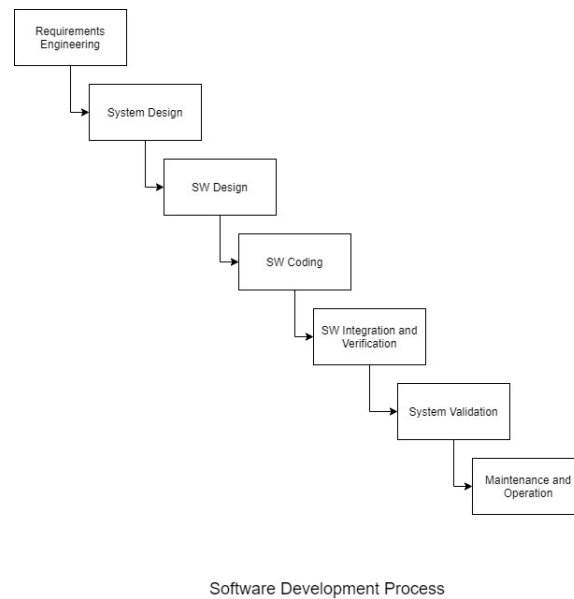 Requirements
Engineering
System Design
SW Design
SW Coding
SW Integration and
Verification
System Validation
Maintenance and
Operation
Software Development Process